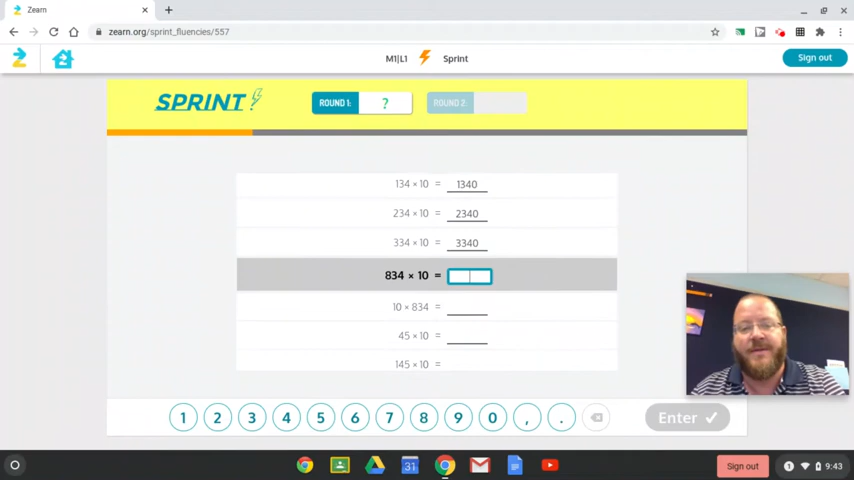 Zearn
zearn.org/sprint_fluencies/557
M1|L1 Sprint
Sign out
SPRINT
ROUND 1: ?
ROUND 2:
134 × 10 = 1340
234 × 10 = 2340
334 × 10 = 3340
834 × 10 =
10 × 834 =
45 × 10 =
145 × 10 =
1 2 3 4 5 6 7 8 9 0 , .
Enter
31
Sign out
1
9:43